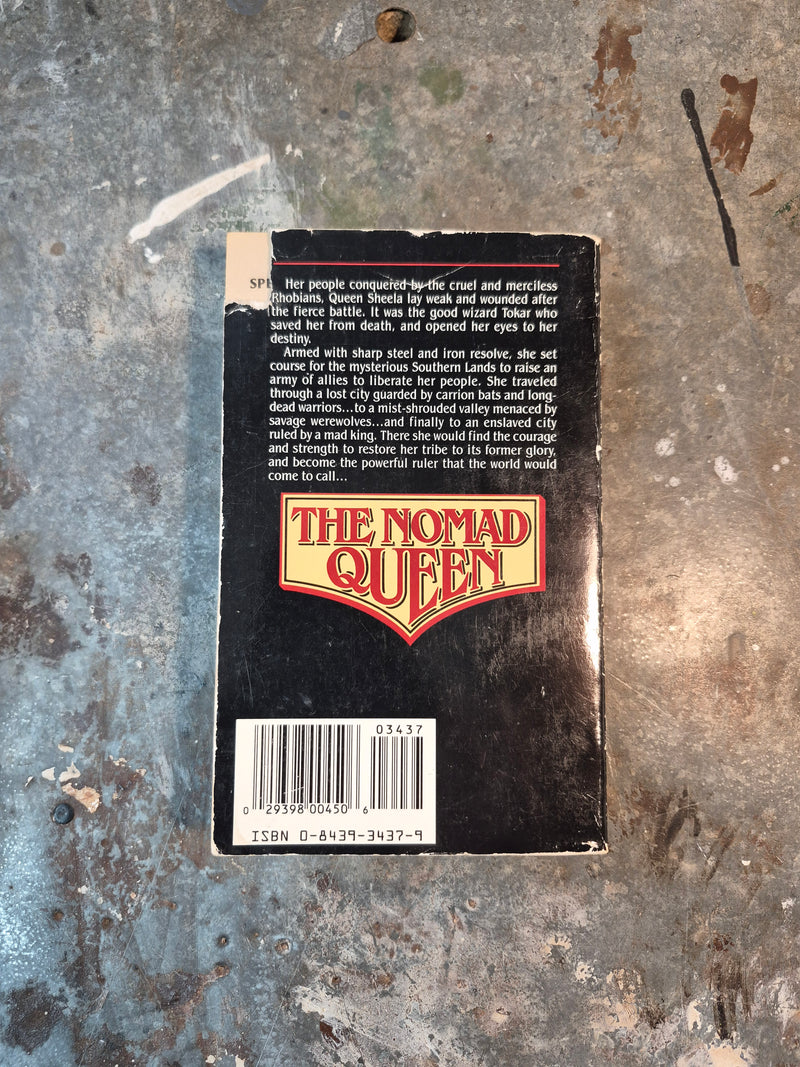 SPE
Her people conquered by the cruel and merciless
Rhobians, Queen Sheela lay weak and wounded after
the fierce battle. It was the good wizard Tokar who
saved her from death, and opened her eyes to her
destiny.
Armed with sharp steel and iron resolve, she set
course for the mysterious Southern Lands to raise an
army of allies to liberate her people. She traveled
through a lost city guarded by carrion bats and long-
dead warriors...to a mist-shrouded valley menaced by
savage werewolves...and finally to an enslaved city
ruled by a mad king. There she would find the courage
and strength to restore her tribe to its former glory,
and become the powerful ruler that the world would
come to call...
THE NOMAD
QUEEN
03437
0 29398 00450 6
ISBN 0-8439-3437-9